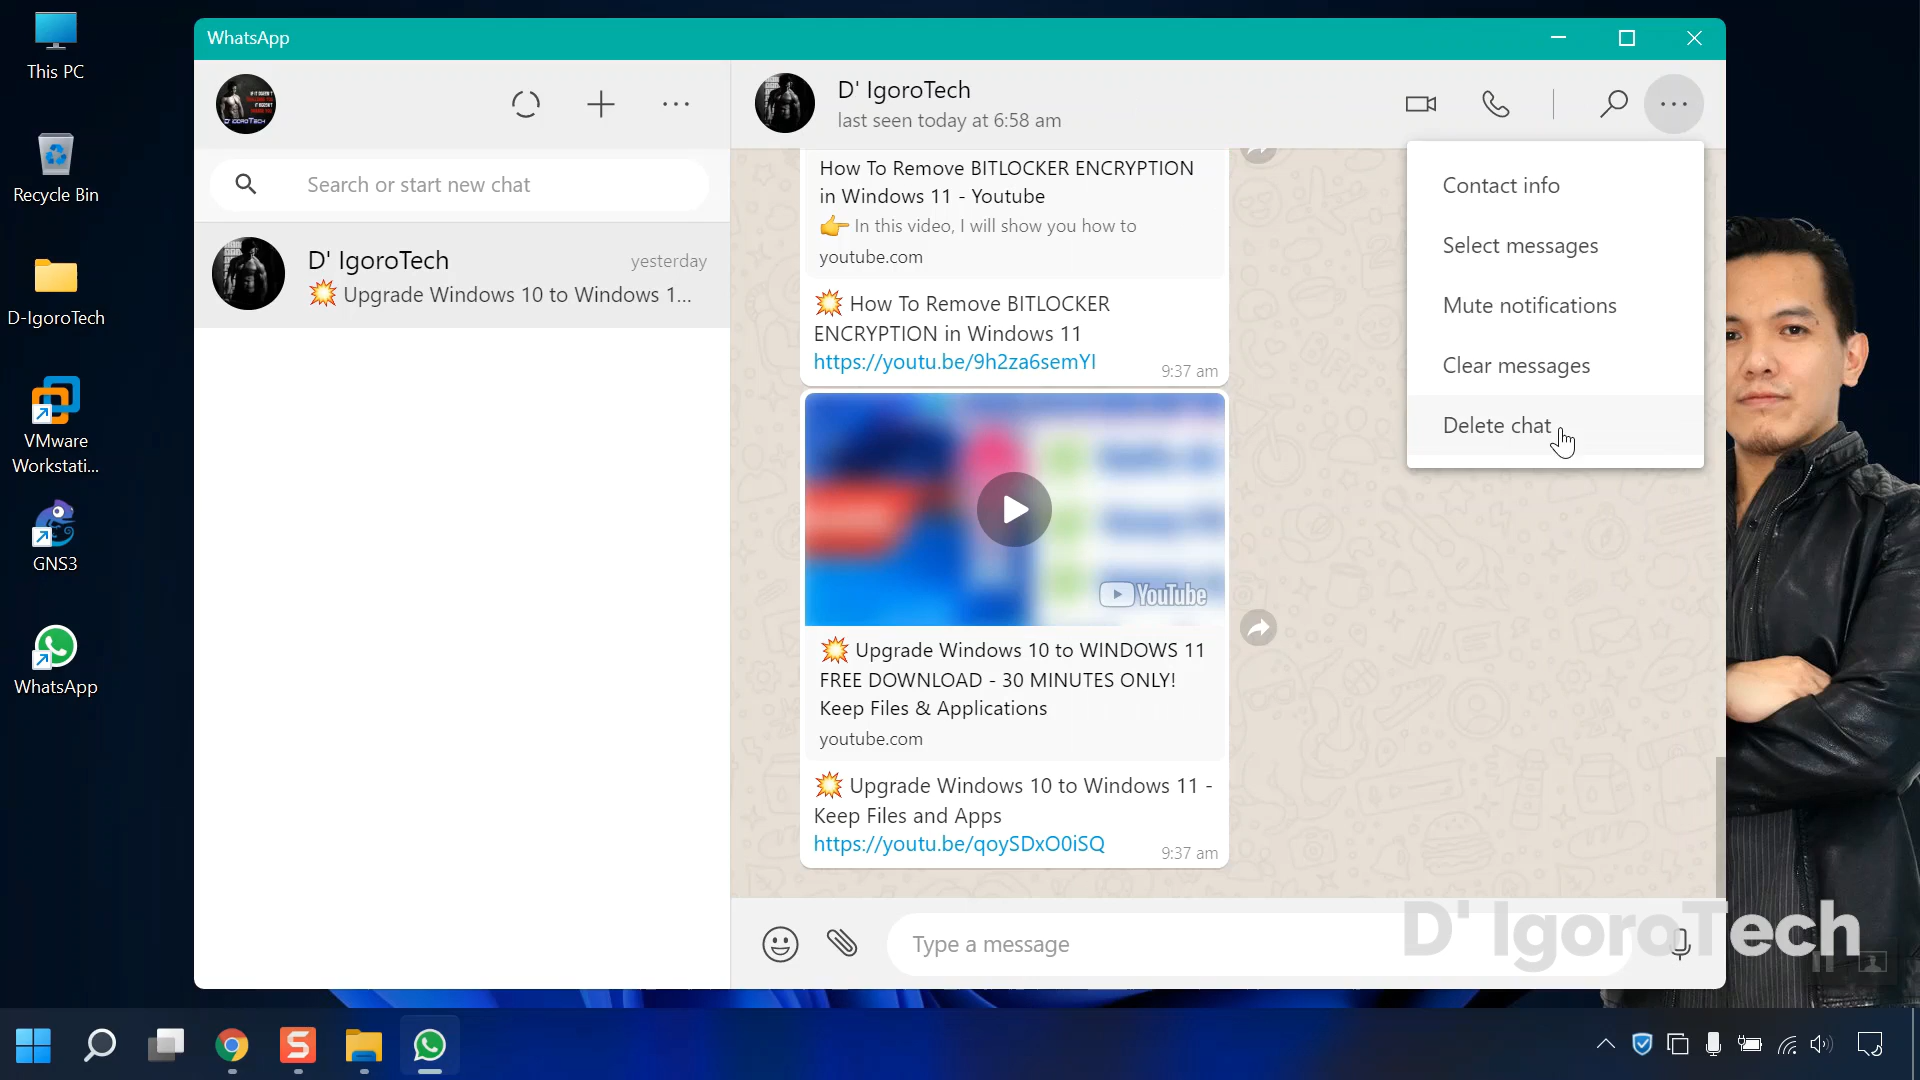 This PC
Recycle Bin
D-IgoroTech
VMware
Workstati...
GNS3
WhatsApp
WhatsApp
Search or start new chat
D' IgoroTech
yesterday
💥 Upgrade Windows 10 to Windows 1...
D' IgoroTech
last seen today at 6:58 am
How To Remove BITLOCKER ENCRYPTION
in Windows 11 - Youtube
👉 In this video, I will show you how to
youtube.com
💥 How To Remove BITLOCKER
ENCRYPTION in Windows 11
https://youtu.be/9h2za6semYI
9:37 am
YouTube
💥 Upgrade Windows 10 to WINDOWS 11
FREE DOWNLOAD - 30 MINUTES ONLY!
Keep Files & Applications
youtube.com
💥 Upgrade Windows 10 to Windows 11 -
Keep Files and Apps
https://youtu.be/qoySDxO0iSQ
9:37 am
Contact info
Select messages
Mute notifications
Clear messages
Delete chat
Type a message
D' IgoroTech